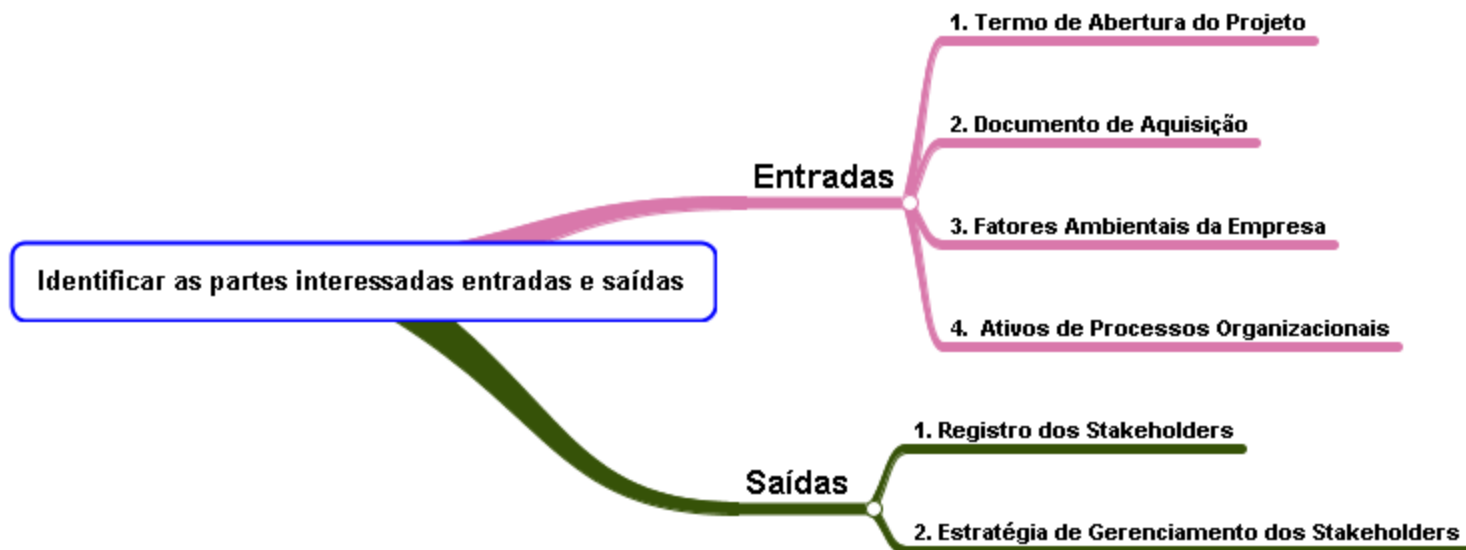 Identificar as partes interessadas entradas e saídas
Entradas
1. Termo de Abertura do Projeto
2. Documento de Aquisição
3. Fatores Ambientais da Empresa
4. Ativos de Processos Organizacionais
Saídas
1. Registro dos Stakeholders
2. Estratégia de Gerenciamento dos Stakeholders